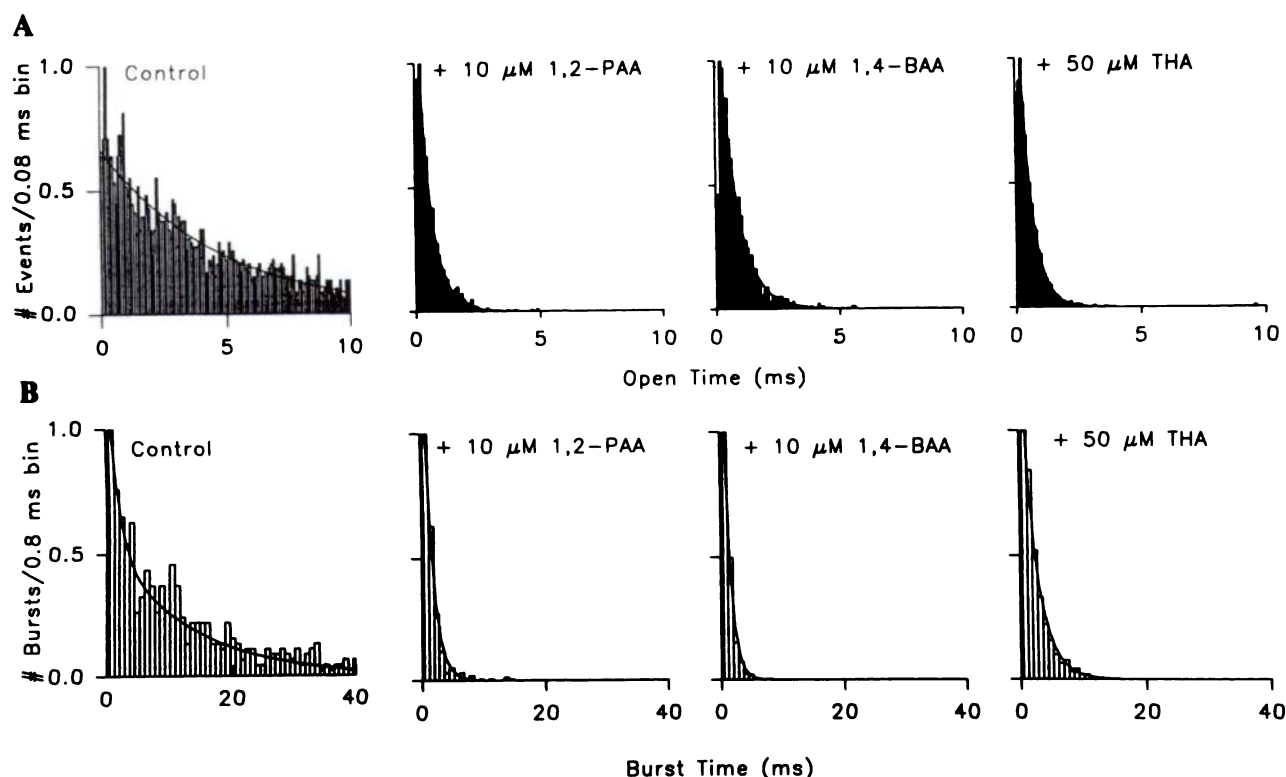 A
Control
+ 10 μM 1,2-PAA
+ 10 μM 1,4-BAA
+ 50 μM THA
# Events/0.08 ms bin
1.0
0.5
0.0
0 5 10
0 5 10
0 5 10
0 5 10
Open Time (ms)
B
Control
+ 10 μM 1,2-PAA
+ 10 μM 1,4-BAA
+ 50 μM THA
# Bursts/0.8 ms bin
1.0
0.5
0.0
0 20 40
0 20 40
0 20 40
0 20 40
Burst Time (ms)